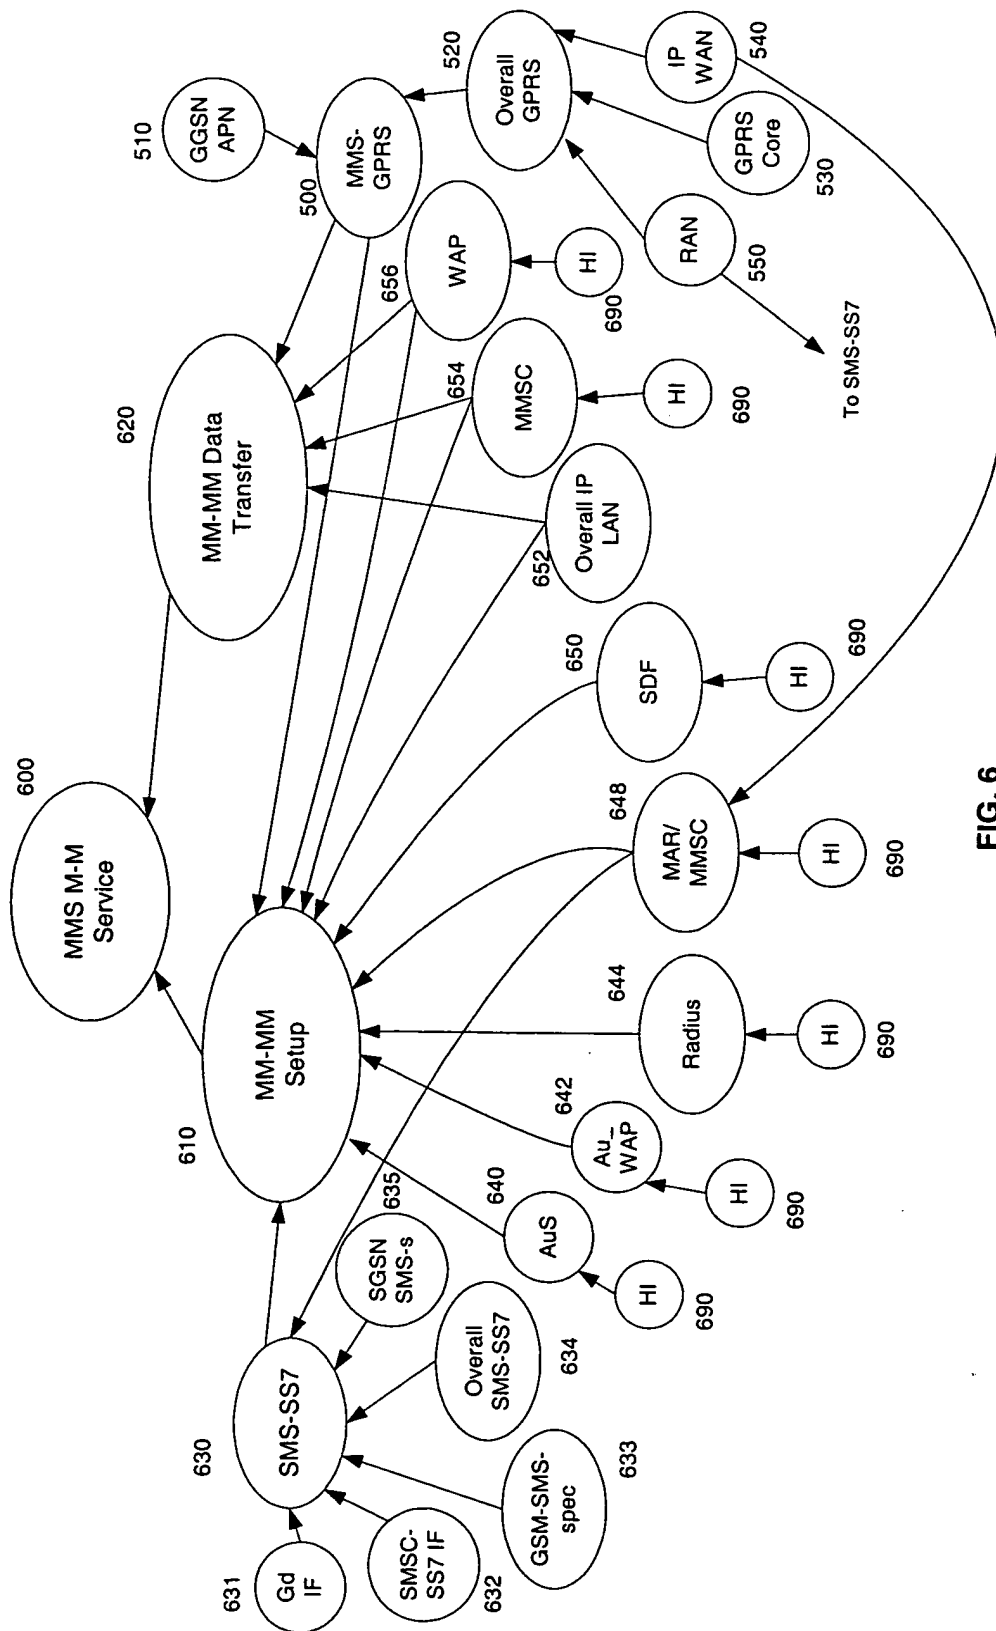 600
MMS M-M
Service
610
MM-MM
Setup
620
MM-MM Data
Transfer
630
SMS-SS7
631
Gd
IF
632
SMSC-
SS7 IF
633
GSM-SMS-
spec
634
Overall
SMS-SS7
635
SGSN
SMS-s
640
AuS
HI
690
642
Au_
WAP
HI
690
644
Radius
HI
690
648
MAR/
MMSC
HI
690
650
SDF
HI
690
652
Overall IP
LAN
654
MMSC
HI
690
656
WAP
HI
690
500
MMS-
GPRS
510
GGSN
APN
520
Overall
GPRS
530
GPRS
Core
540
IP
WAN
550
RAN
To SMS-SS7
FIG. 6